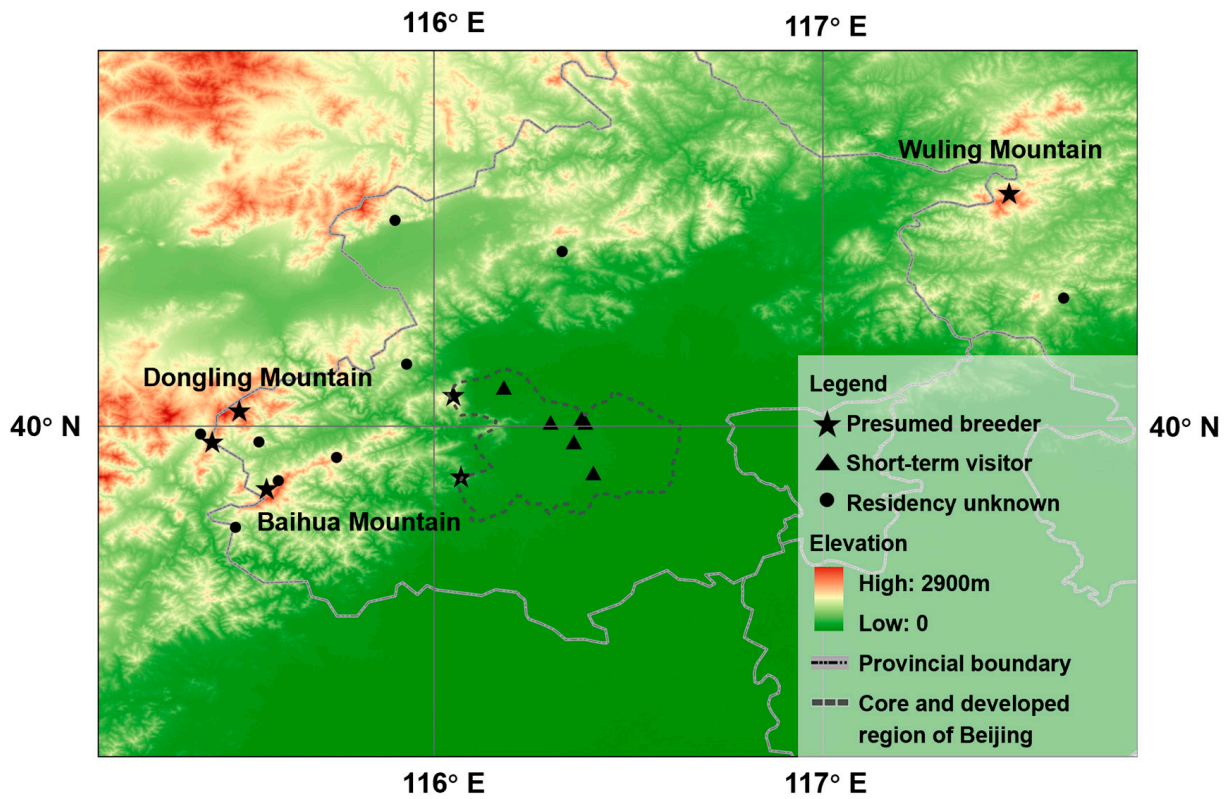 116° E
117° E
Wuling Mountain
Dongling Mountain
40° N
40° N
Baihua Mountain
Legend
Presumed breeder
Short-term visitor
Residency unknown
Elevation
High: 2900m
Low: 0
Provincial boundary
Core and developed
region of Beijing
116° E
117° E